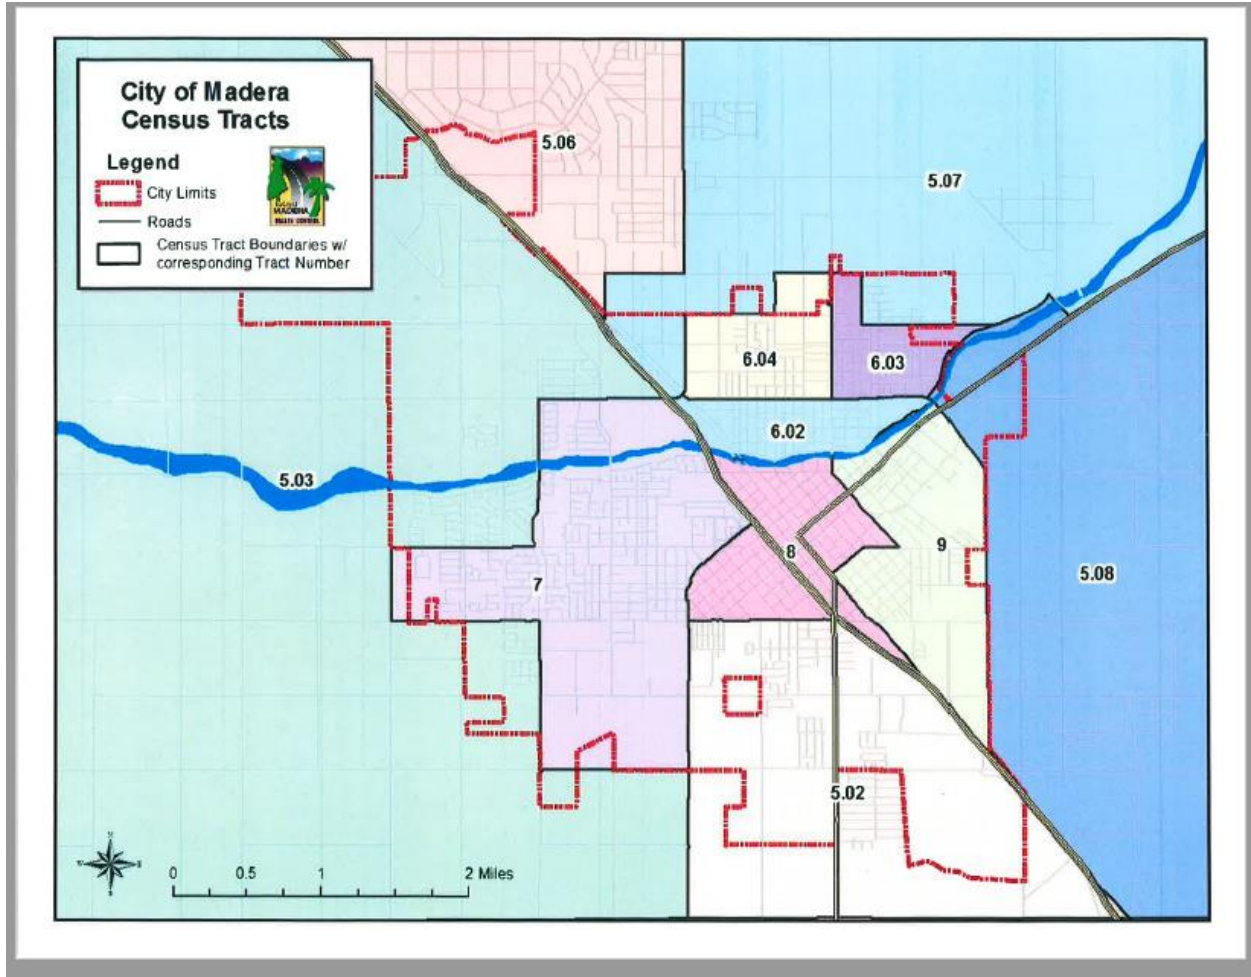 City of Madera
Census Tracts
Legend
City Limits
MADERA
Roads
Census Tract Boundaries w/
corresponding Tract Number
5.06
5.07
6.04
6.03
6.02
5.03
8
9
7
5.08
5.02
0 0.5 1 2 Miles